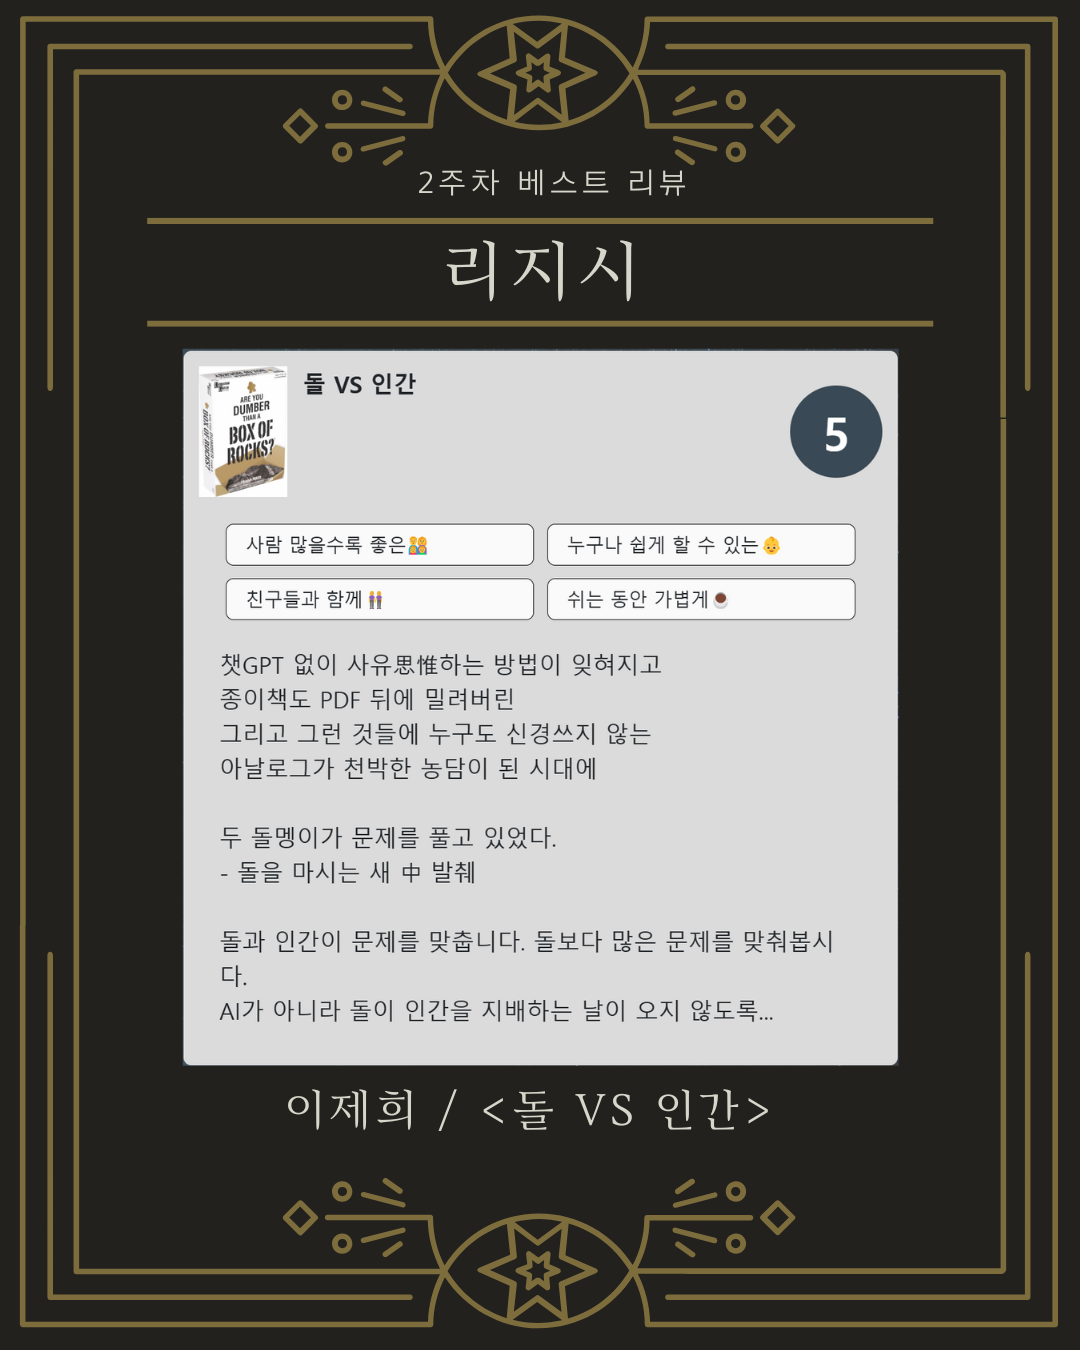 2주차 베스트 리뷰
리지시
돌 VS 인간
ARE YOU
DUMBER
THAN A
BOX OF
ROCKS?
5
사람 많을수록 좋은👫
누구나 쉽게 할 수 있는👶
친구들과 함께👭
쉬는 동안 가볍게☕
챗GPT 없이 사유思惟하는 방법이 잊혀지고
종이책도 PDF 뒤에 밀려버린
그리고 그런 것들에 누구도 신경쓰지 않는
아날로그가 천박한 농담이 된 시대에
두 돌멩이가 문제를 풀고 있었다.
- 돌을 마시는 새 中 발췌
돌과 인간이 문제를 맞춥니다. 돌보다 많은 문제를 맞춰봅시
다.
AI가 아니라 돌이 인간을 지배하는 날이 오지 않도록...
이제희 / <돌 VS 인간>